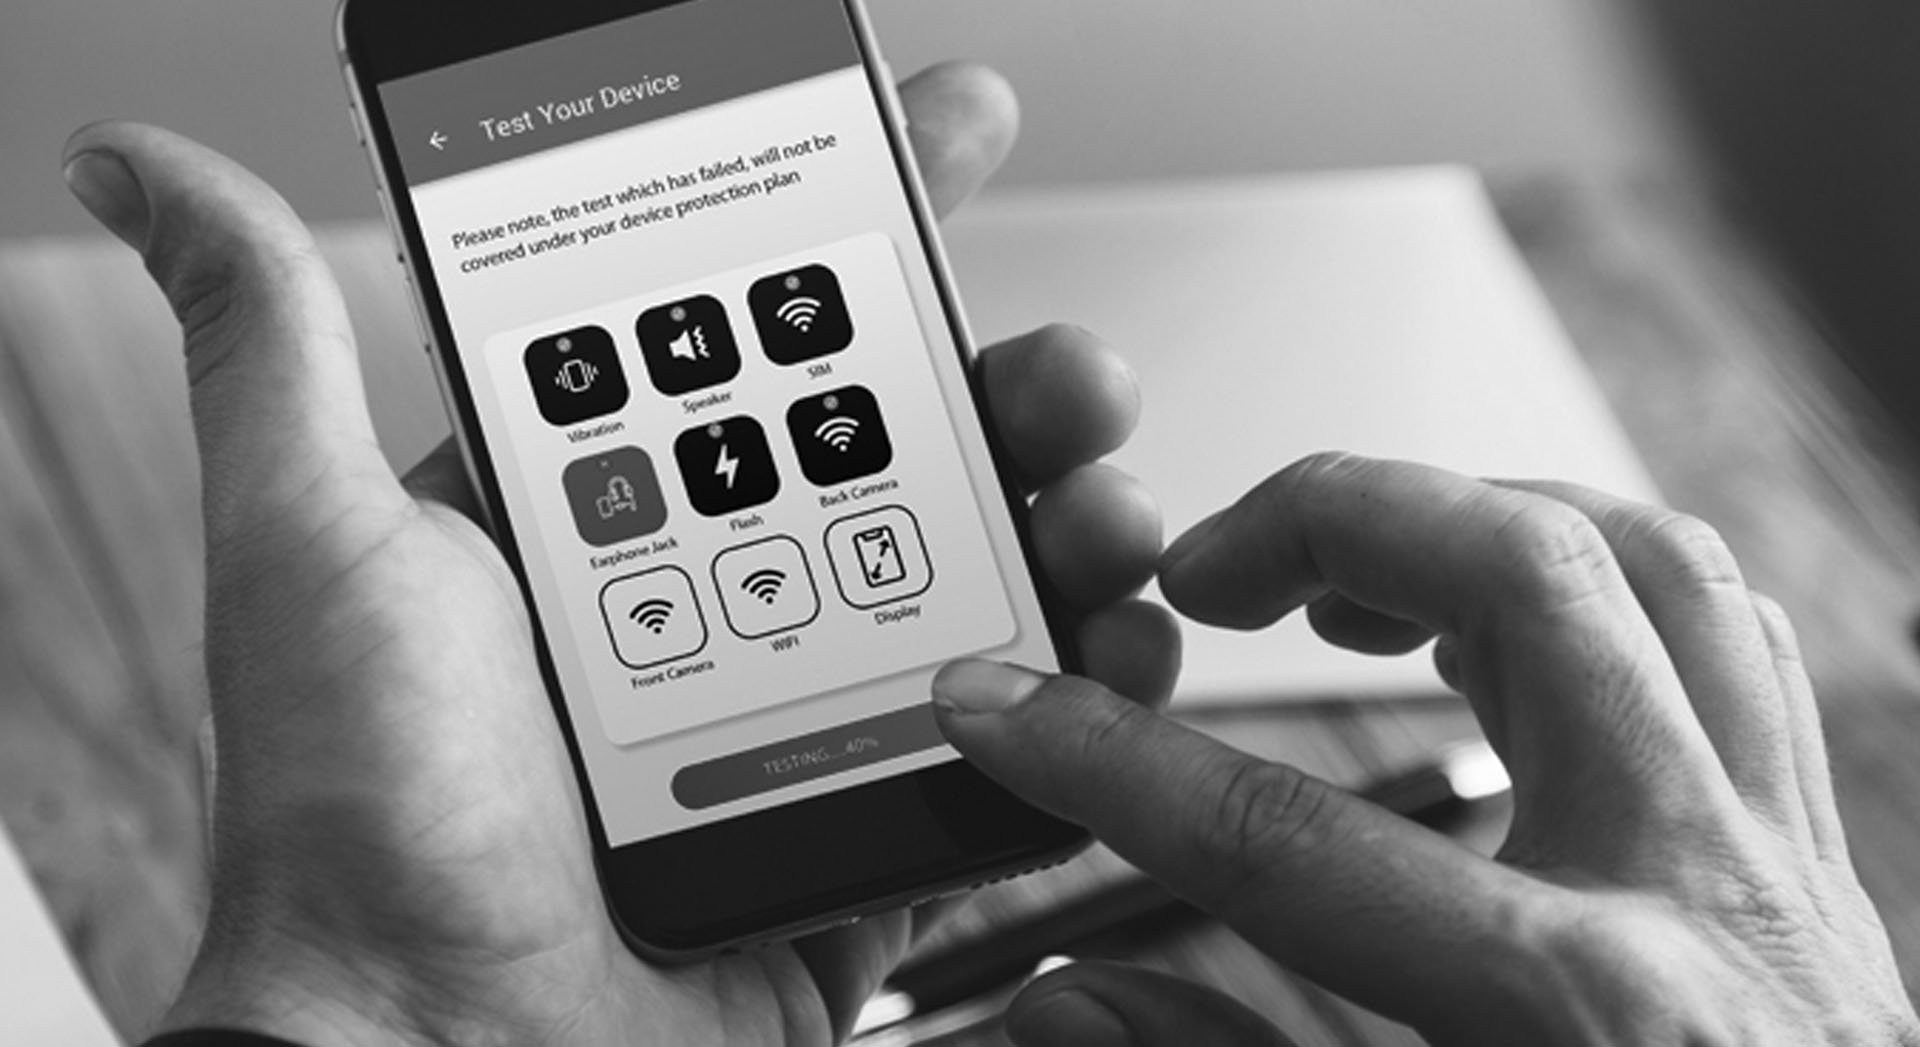 Test Your Device
Please note, the test which has failed, will not be
covered under your device protection plan
Vibration
Speaker
SIM
Earphone Jack
Flash
Back Camera
Front Camera
WIFI
Display
TESTING...40%